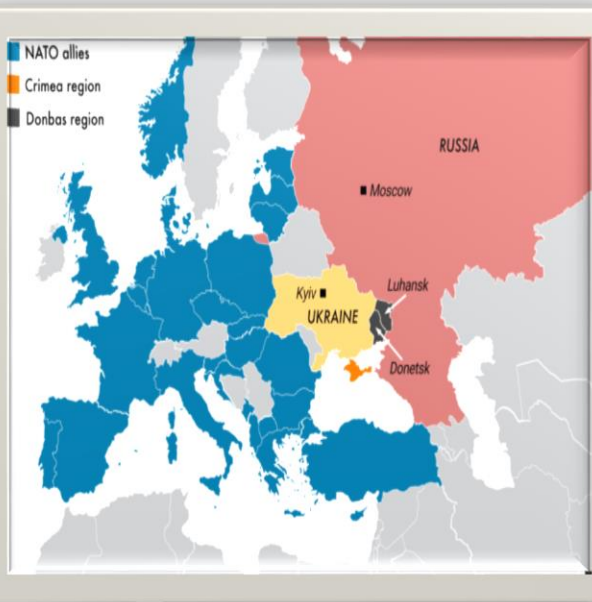 NATO allies
Crimea region
Donbas region
RUSSIA
Moscow
Luhansk
Kyiv
UKRAINE
Donetsk